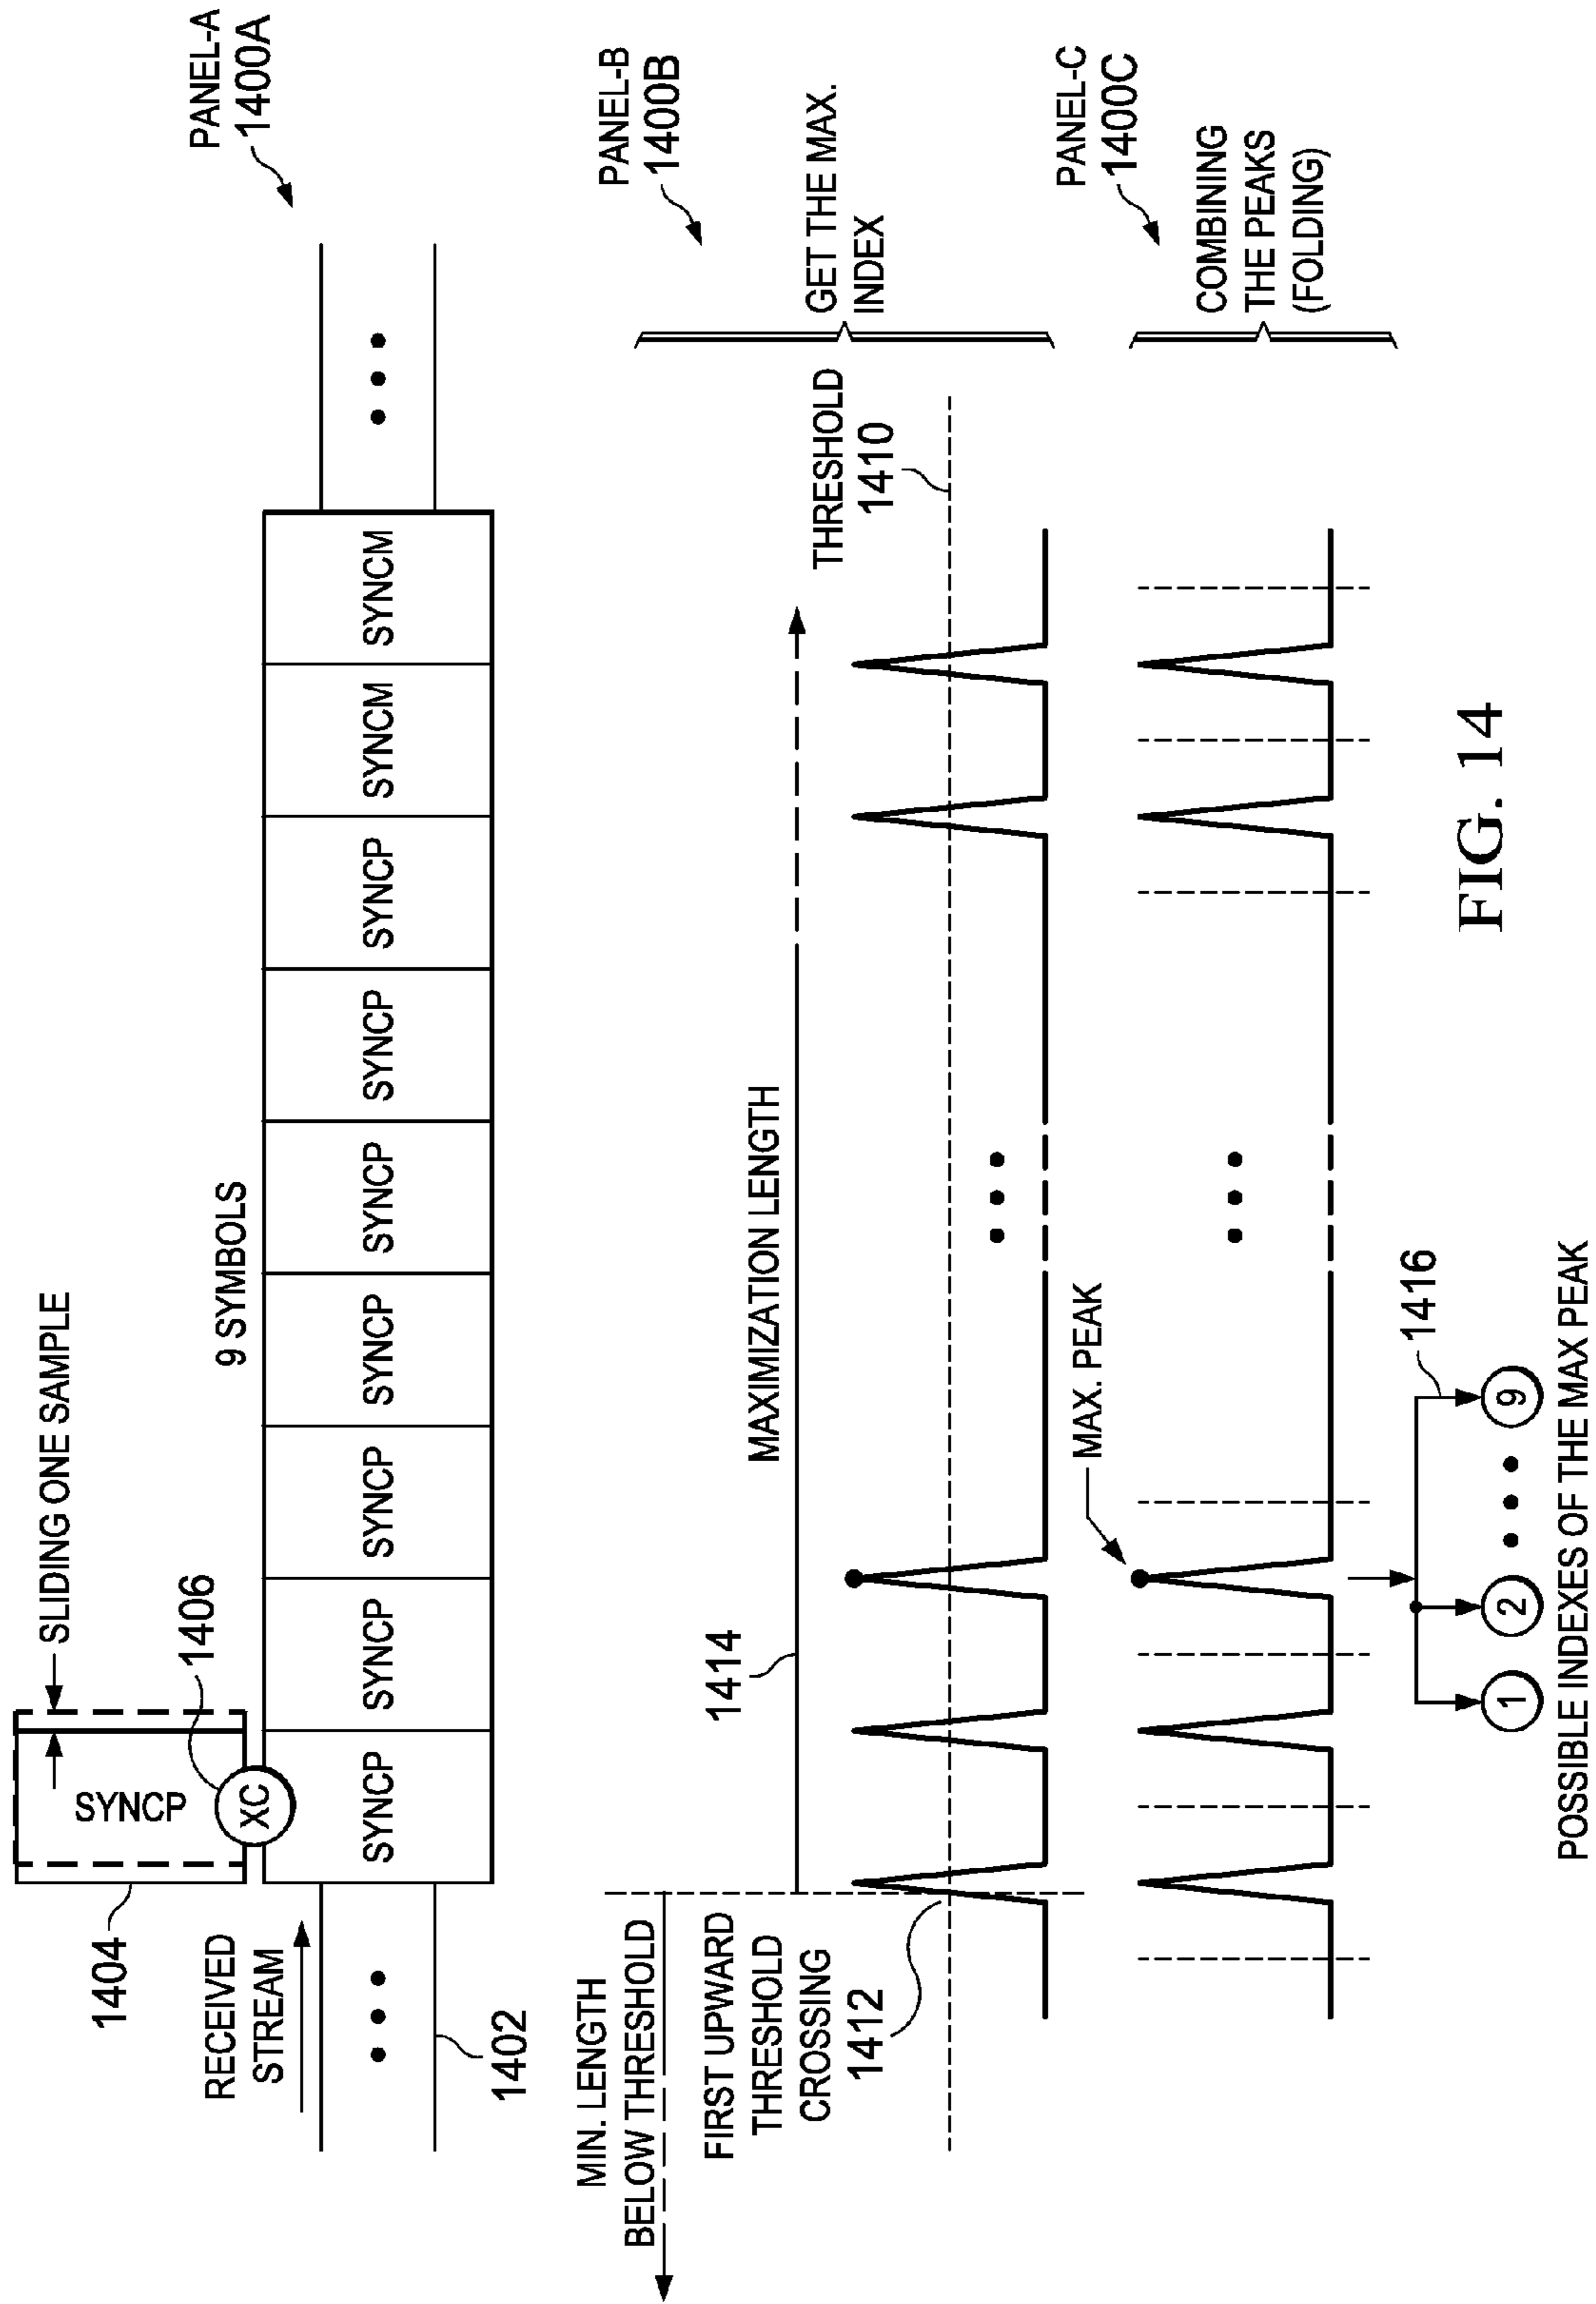 SLIDING ONE SAMPLE
1404
SYNCP
1406
XC
9 SYMBOLS
PANEL-A
1400A
RECEIVED
STREAM
SYNCP
SYNCP
SYNCP
SYNCP
SYNCP
SYNCP
SYNCP
SYNCM
SYNCM
1402
MIN. LENGTH
BELOW THRESHOLD
PANEL-B
1400B
1414
MAXIMIZATION LENGTH
FIRST UPWARD
THRESHOLD
CROSSING
1412
THRESHOLD
1410
GET THE MAX.
INDEX
MAX. PEAK
PANEL-C
1400C
COMBINING
THE PEAKS
(FOLDING)
1416
1
2
9
POSSIBLE INDEXES OF THE MAX PEAK
FIG. 14